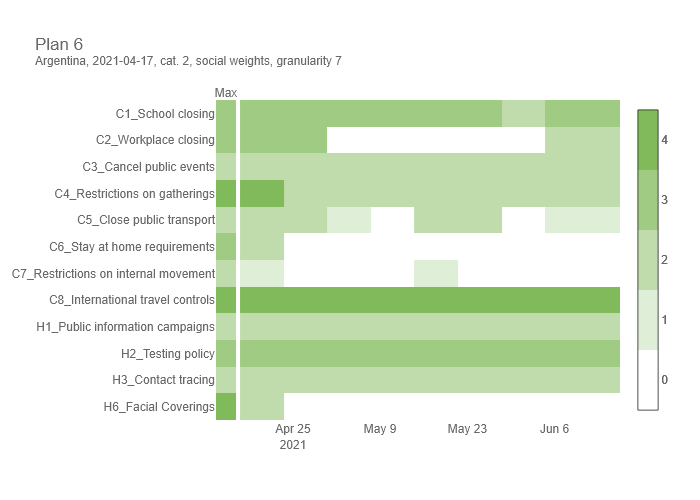 Plan 6
Argentina, 2021-04-17, cat. 2, social weights, granularity 7
Max
C1_School closing
C2_Workplace closing
C3_Cancel public events
C4_Restrictions on gatherings
C5_Close public transport
C6_Stay at home requirements
C7_Restrictions on internal movement
C8_International travel controls
H1_Public information campaigns
H2_Testing policy
H3_Contact tracing
H6_Facial Coverings
Apr 25 May 9 May 23 Jun 6
2021
4
3
2
1
0